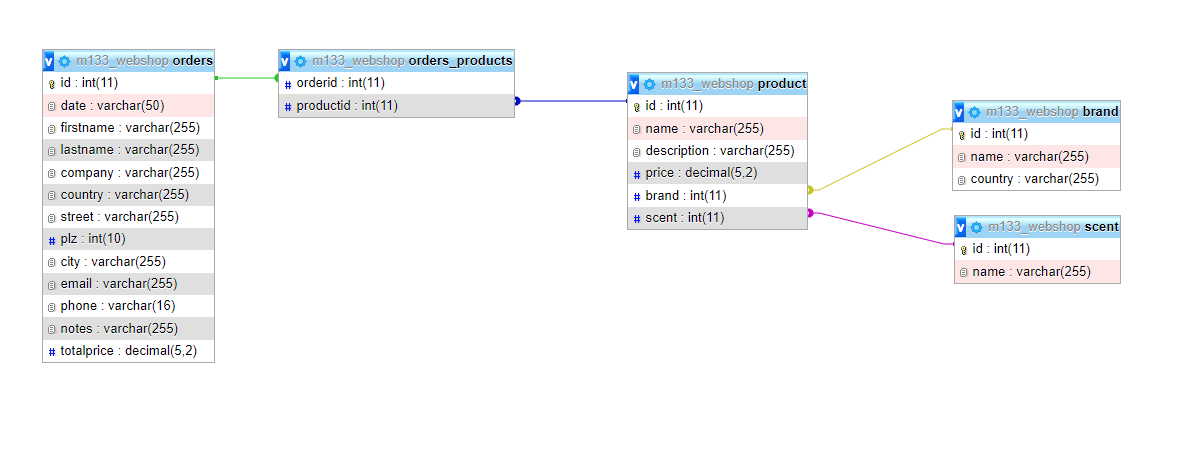 v m133_webshop orders
id : int(11)
date : varchar(50)
firstname : varchar(255)
lastname : varchar(255)
company : varchar(255)
country : varchar(255)
street : varchar(255)
# plz : int(10)
city : varchar(255)
email : varchar(255)
phone : varchar(16)
notes : varchar(255)
# totalprice : decimal(5,2)
v m133_webshop orders_products
# orderid : int(11)
# productid : int(11)
v m133_webshop product
id : int(11)
name : varchar(255)
description : varchar(255)
# price : decimal(5,2)
# brand : int(11)
# scent : int(11)
v m133_webshop brand
id : int(11)
name : varchar(255)
country : varchar(255)
v m133_webshop scent
id : int(11)
name : varchar(255)